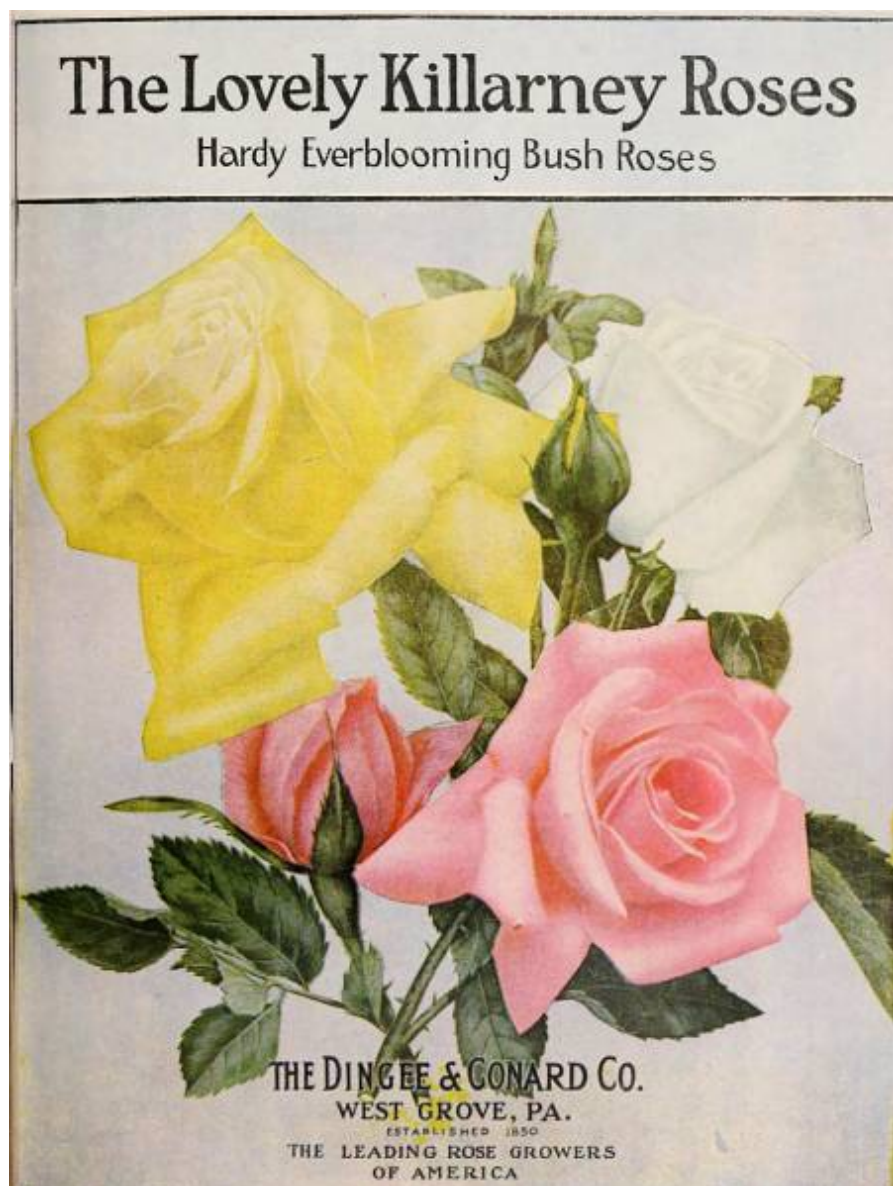 The Lovely Killarney Roses
Hardy Everblooming Bush Roses
THE DINGEE & CONARD CO.
WEST GROVE, PA.
ESTABLISHED 1850
THE LEADING ROSE GROWERS
OF AMERICA